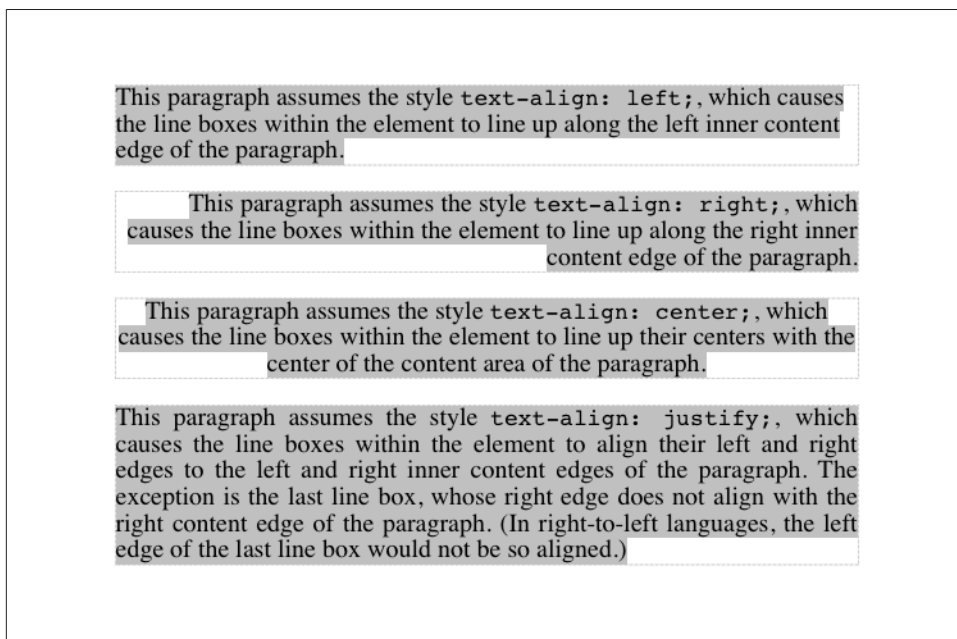 This paragraph assumes the style text-align: left;, which causes
the line boxes within the element to line up along the left inner content
edge of the paragraph.
This paragraph assumes the style text-align: right;, which
causes the line boxes within the element to line up along the right inner
content edge of the paragraph.
This paragraph assumes the style text-align: center;, which
causes the line boxes within the element to line up their centers with the
center of the content area of the paragraph.
This paragraph assumes the style text-align: justify;, which
causes the line boxes within the element to align their left and right
edges to the left and right inner content edges of the paragraph. The
exception is the last line box, whose right edge does not align with the
right content edge of the paragraph. (In right-to-left languages, the left
edge of the last line box would not be so aligned.)